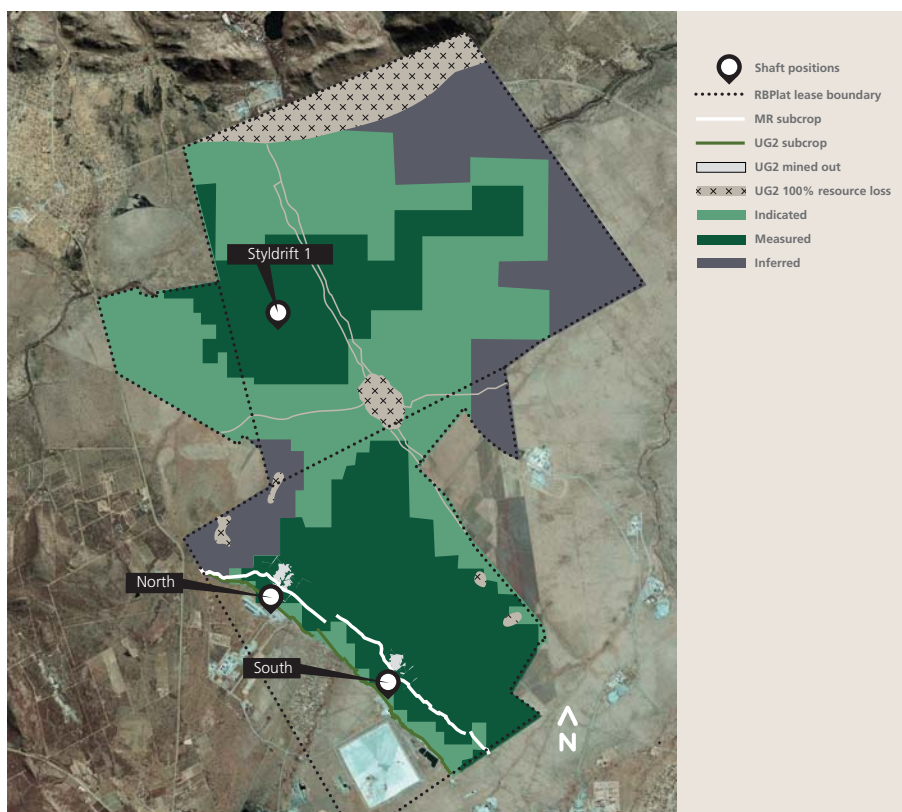 Shaft positions
RBPlat lease boundary
MR subcrop
UG2 subcrop
UG2 mined out
UG2 100% resource loss
Indicated
Measured
Inferred
Styldrift 1
North
South
N